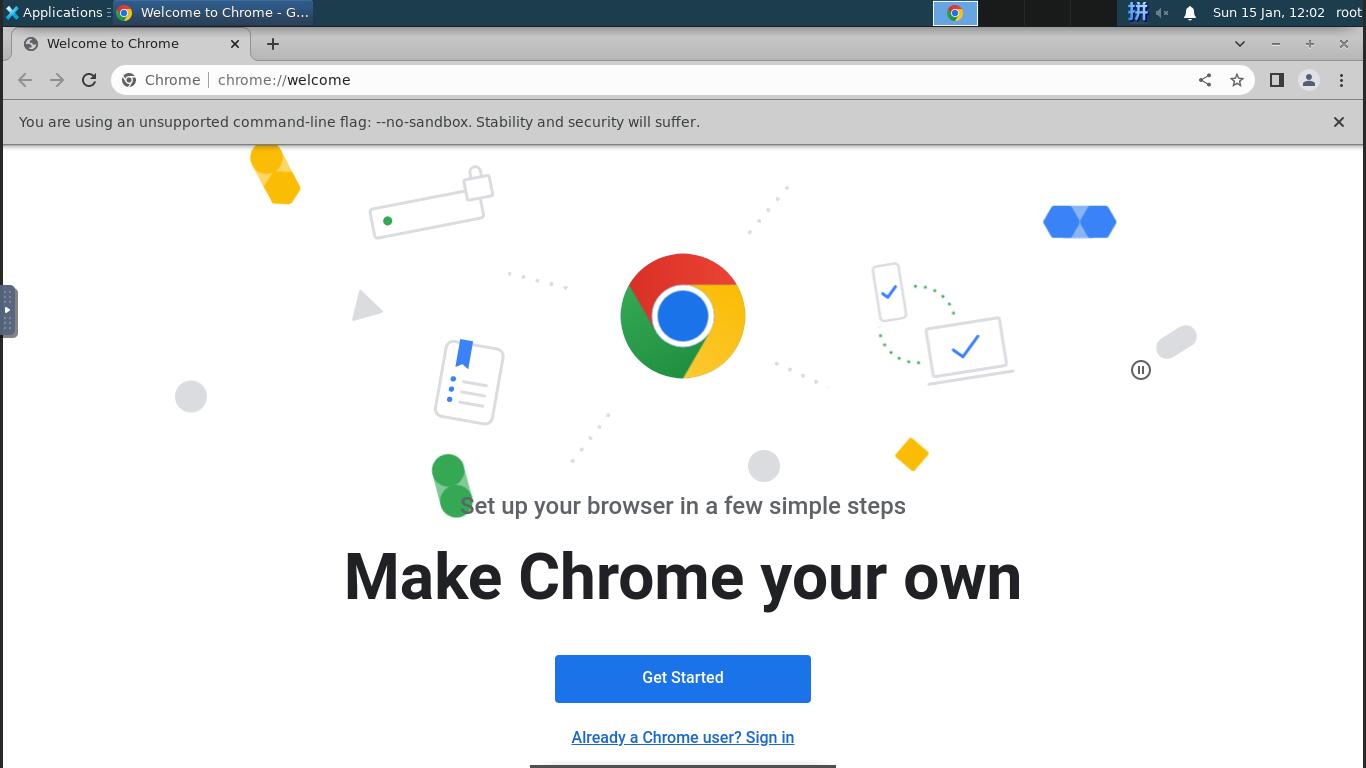 Applications
Welcome to Chrome - G...
Sun 15 Jan, 12:02
root
Welcome to Chrome
Chrome
chrome://welcome
You are using an unsupported command-line flag: --no-sandbox. Stability and security will suffer.
Set up your browser in a few simple steps
Make Chrome your own
Get Started
Already a Chrome user? Sign in